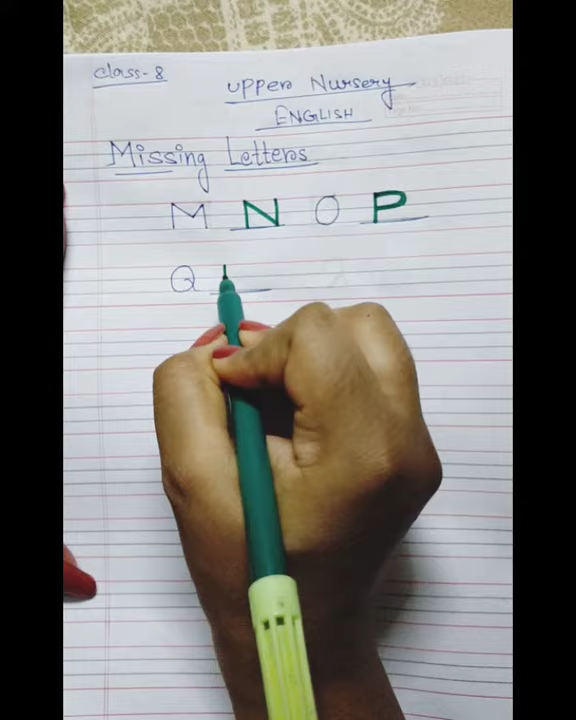 Class-8
Upper Nursery
ENGLISH
Missing Letters
M N O P
Q